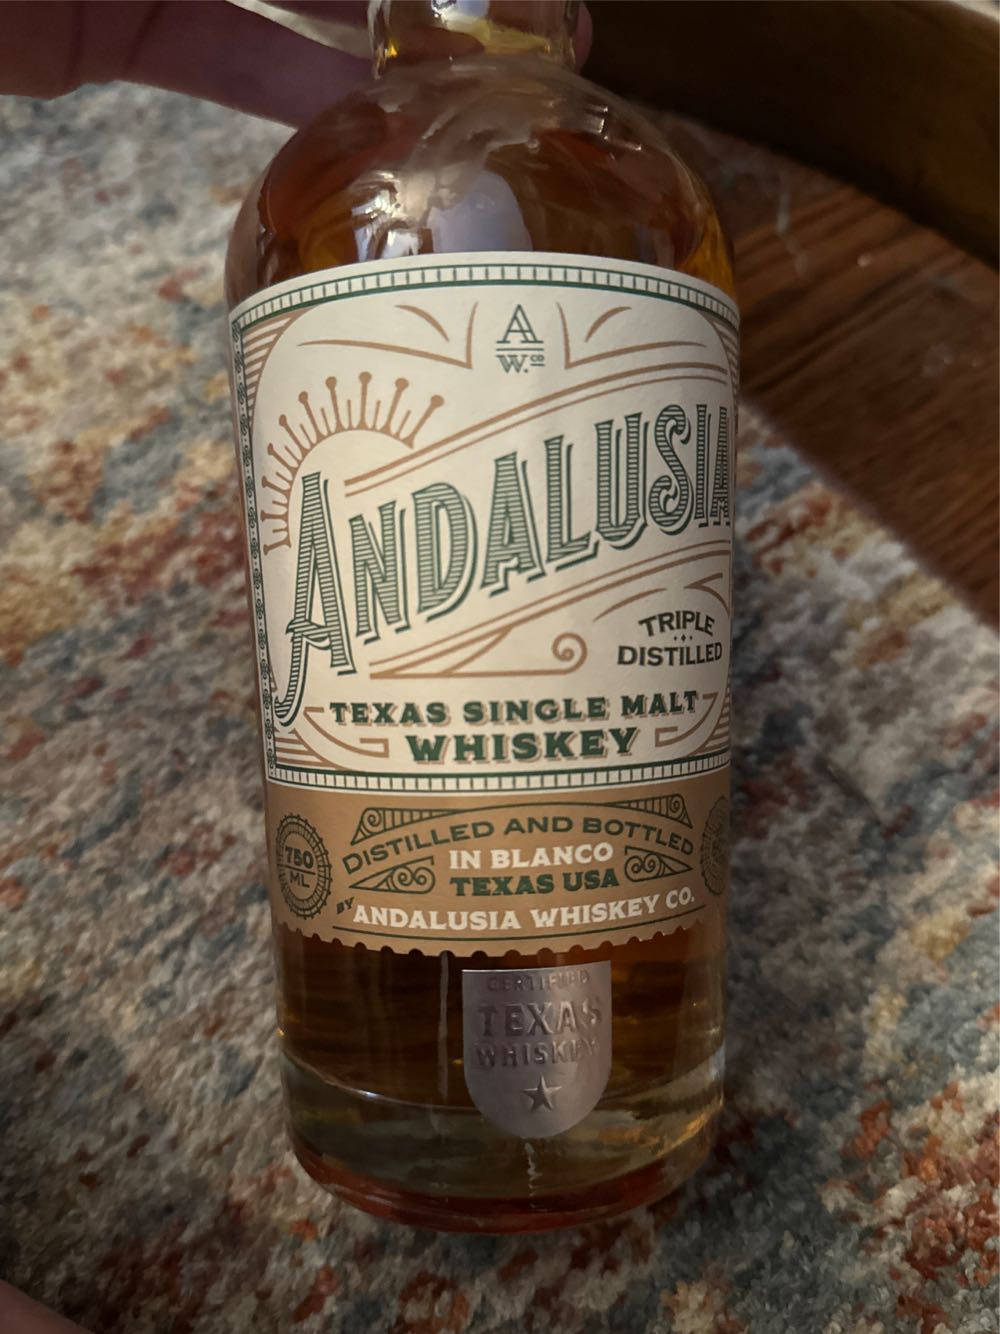 A
W. CO
ANDALUSIA
TRIPLE
DISTILLED
TEXAS SINGLE MALT
WHISKEY
750
ML
DISTILLED AND BOTTLED
IN BLANCO
TEXAS USA
BY ANDALUSIA WHISKEY CO.
CERTIFIED
TEXAS
WHISKEY